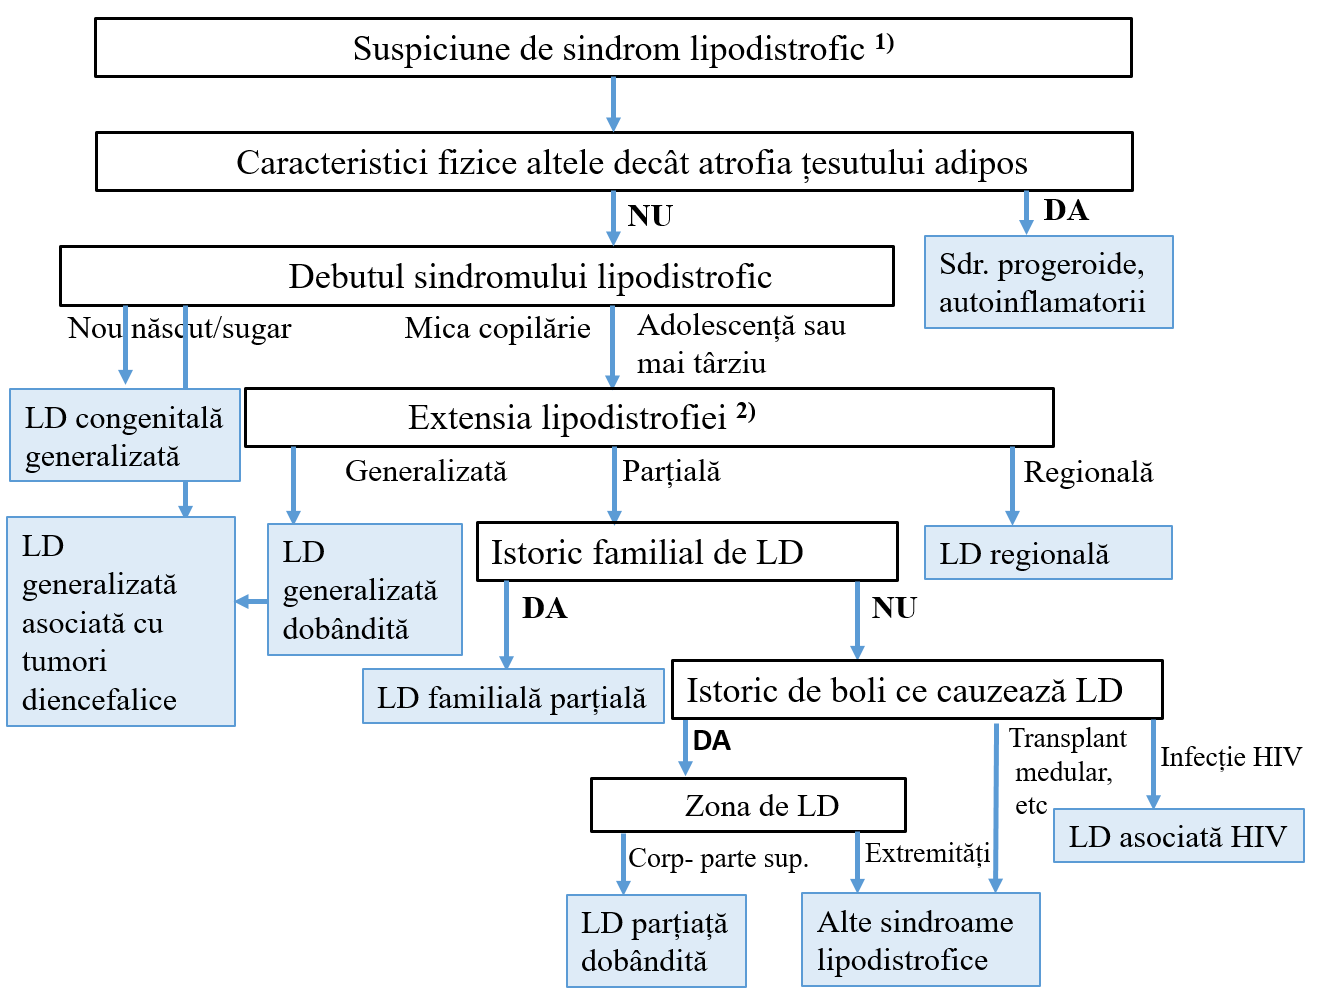 Suspiciune de sindrom lipodistrofic 1)
Caracteristici fizice altele decât atrofia țesutului adipos
NU
DA
Debutul sindromului lipodistrofic
Sdr. progeroide,
autoinflamatorii
Nou născut/sugar
Mica copilărie
Adolescență sau
mai târziu
LD congenitală
generalizată
Extensia lipodistrofiei 2)
Generalizată
Parțială
Regională
LD
generalizată
asociată cu
tumori
diencefalice
LD
generalizată
dobândită
Istoric familial de LD
LD regională
DA
NU
LD familială parțială
Istoric de boli ce cauzează LD
DA
Transplant
medular,
etc
Infecție HIV
Zona de LD
LD asociată HIV
Corp- parte sup.
Extremități
LD parțiață
dobândită
Alte sindroame
lipodistrofice